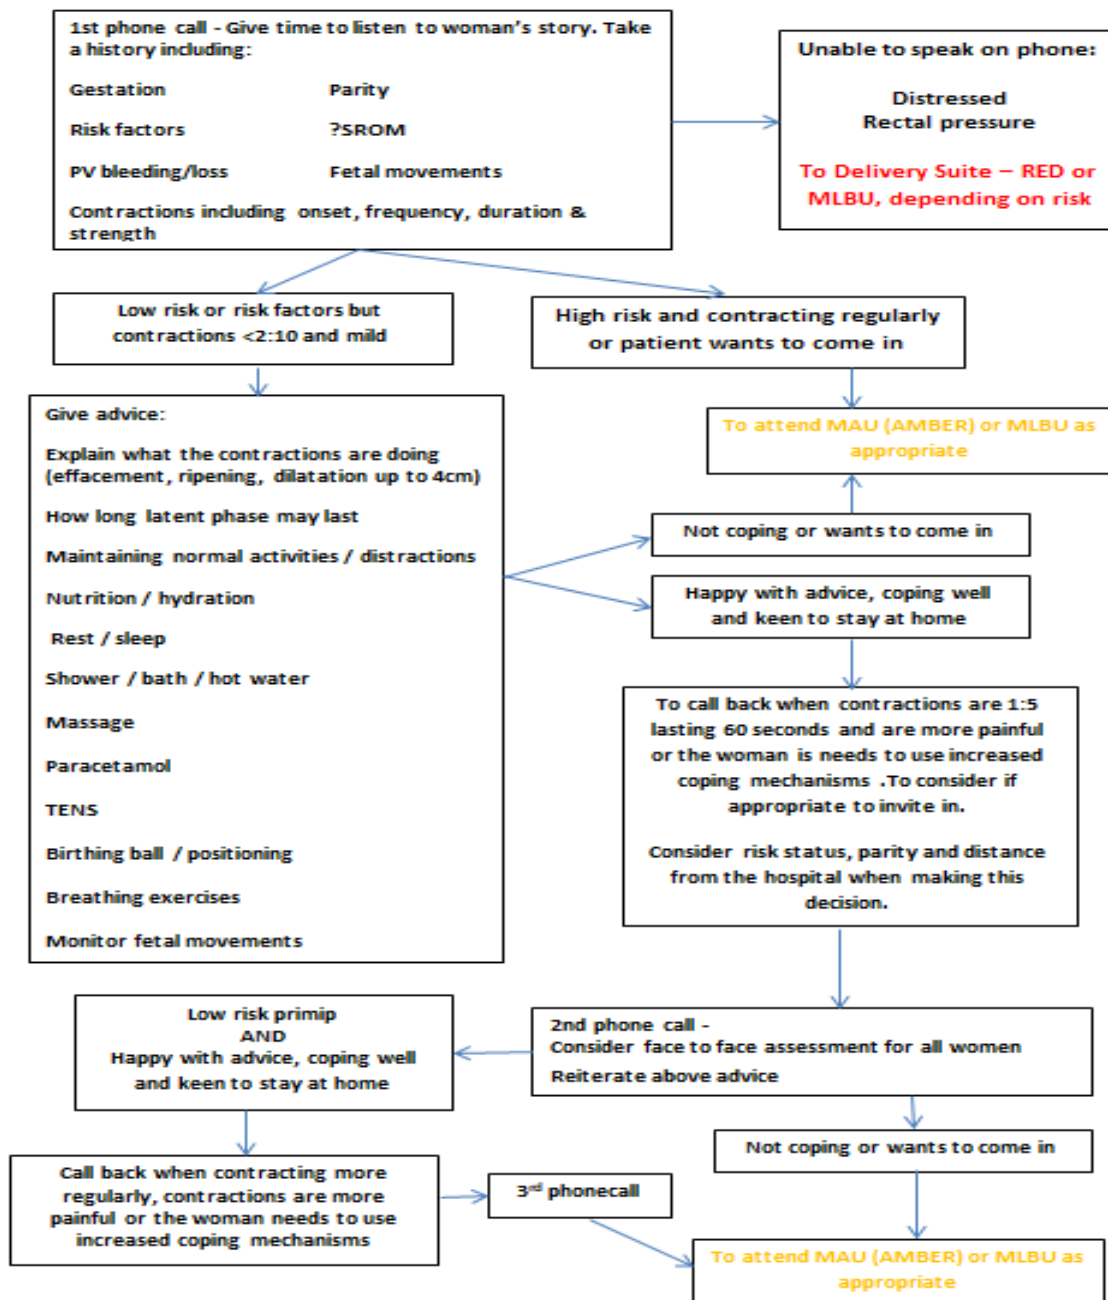 1st phone call - Give time to listen to woman's story. Take
a history including:
Gestation Parity
Risk factors ?SROM
PV bleeding/loss Fetal movements
Contractions including onset, frequency, duration &
strength
Unable to speak on phone:
Distressed
Rectal pressure
To Delivery Suite – RED or
MLBU, depending on risk
Low risk or risk factors but
contractions <2:10 and mild
High risk and contracting regularly
or patient wants to come in
To attend MAU (AMBER) or MLBU as
appropriate
Give advice:
Explain what the contractions are doing
(effacement, ripening, dilatation up to 4cm)
How long latent phase may last
Maintaining normal activities / distractions
Nutrition / hydration
Rest / sleep
Shower / bath / hot water
Massage
Paracetamol
TENS
Birthing ball / positioning
Breathing exercises
Monitor fetal movements
Not coping or wants to come in
Happy with advice, coping well
and keen to stay at home
To call back when contractions are 1:5
lasting 60 seconds and are more painful
or the woman is needs to use increased
coping mechanisms .To consider if
appropriate to invite in.
Consider risk status, parity and distance
from the hospital when making this
decision.
2nd phone call -
Consider face to face assessment for all women
Reiterate above advice
Low risk primip
AND
Happy with advice, coping well
and keen to stay at home
Not coping or wants to come in
Call back when contracting more
regularly, contractions are more
painful or the woman needs to use
increased coping mechanisms
3rd phonecall
To attend MAU (AMBER) or MLBU as
appropriate